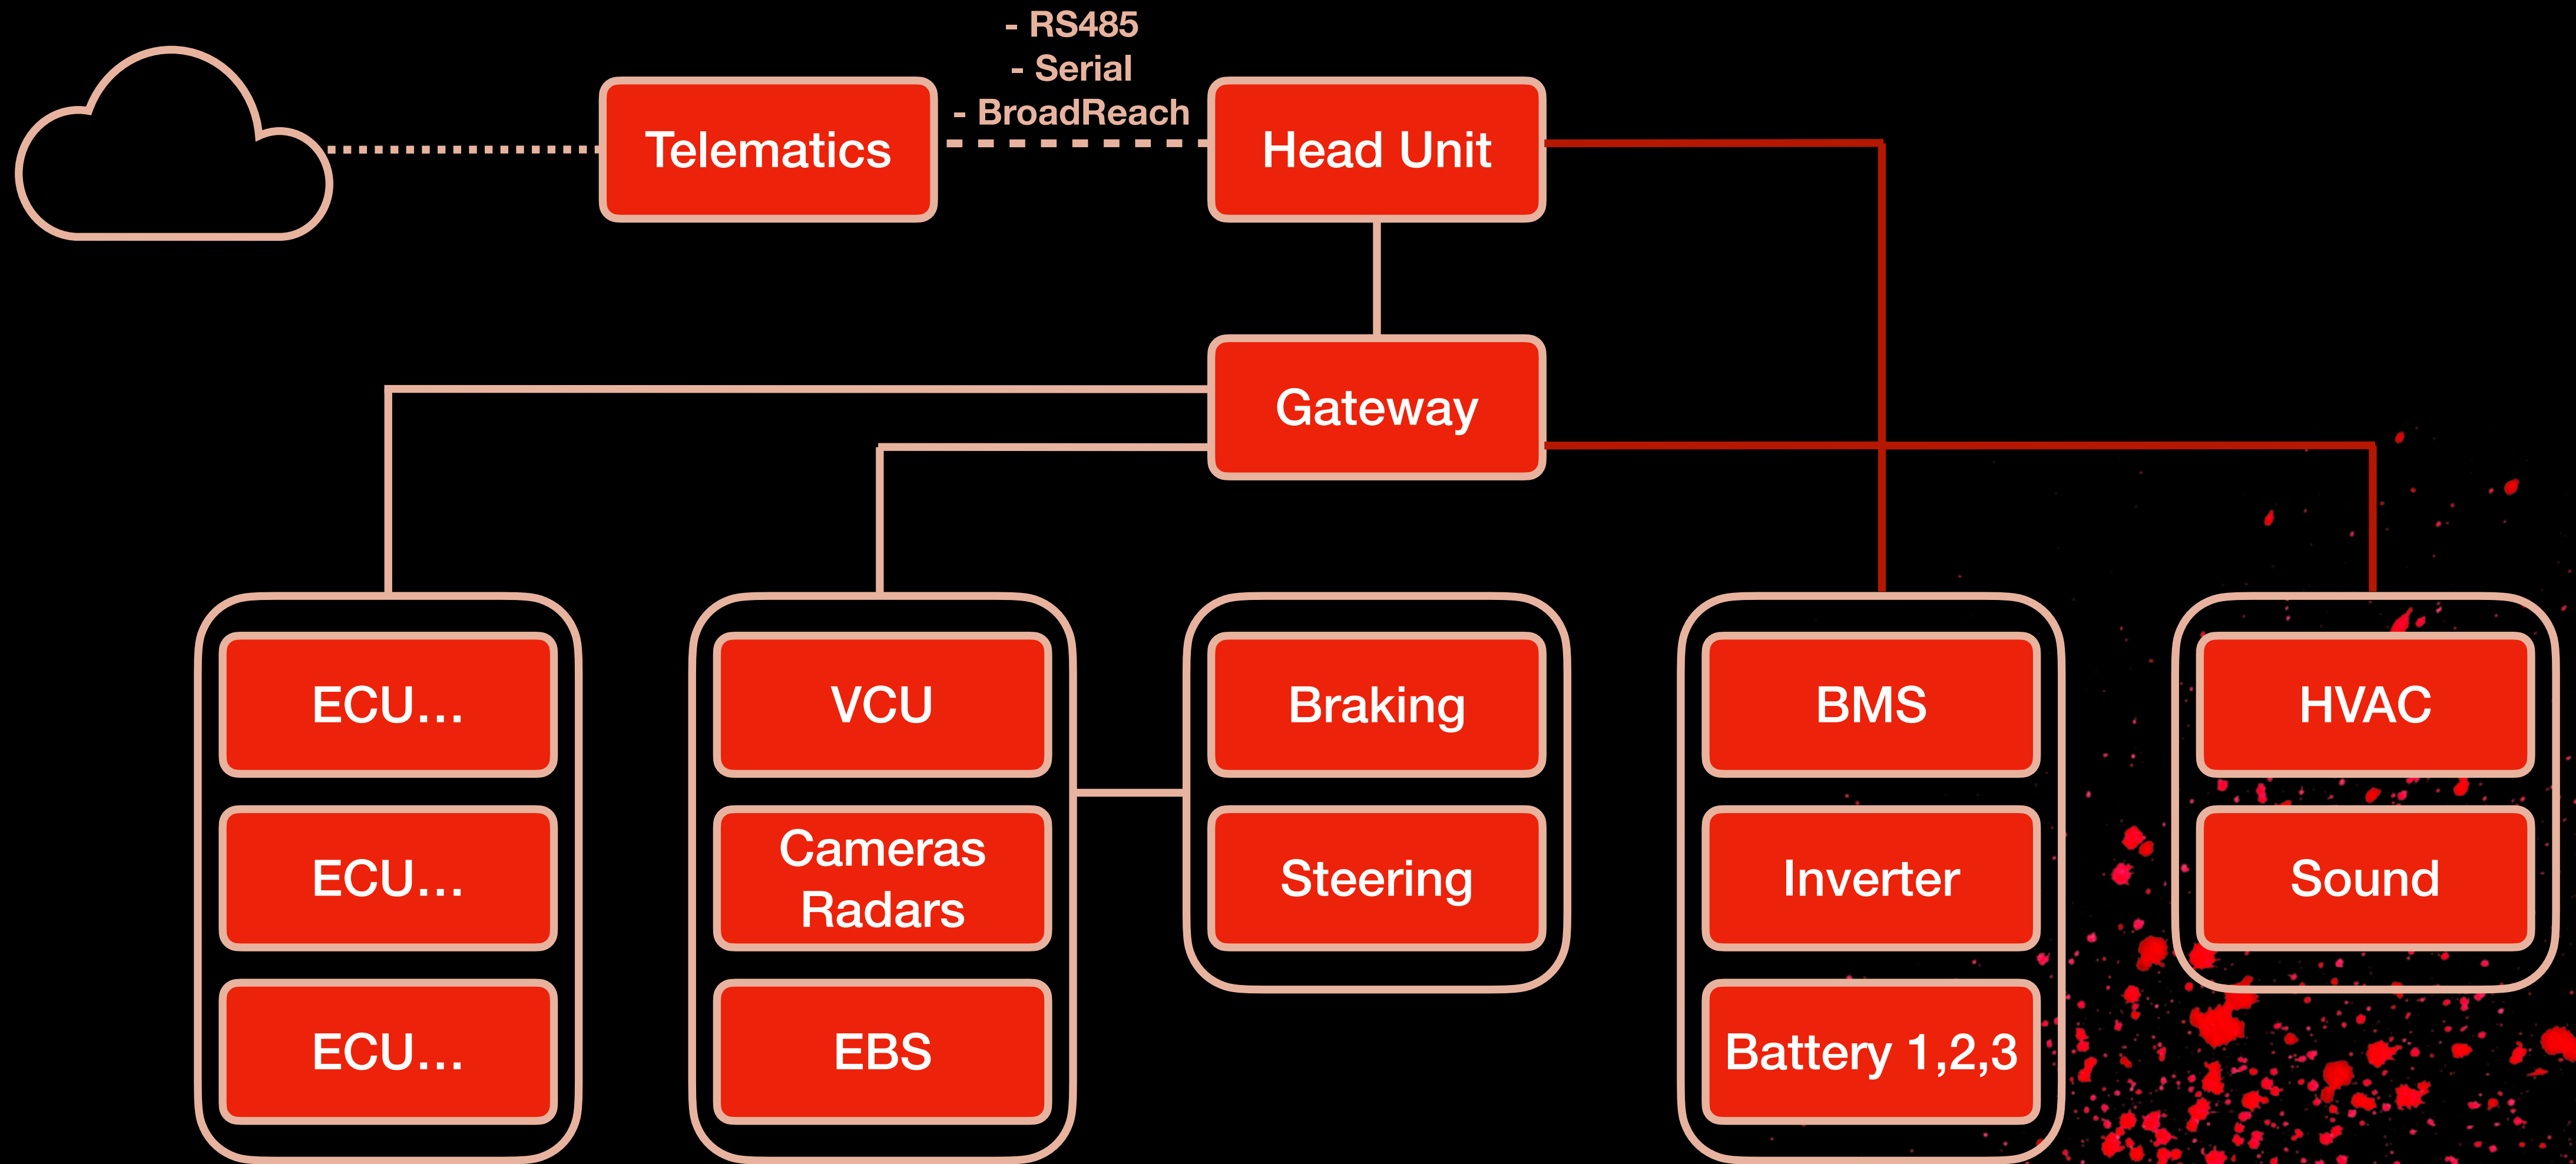 - RS485
- Serial
- BroadReach
Telematics
Head Unit
Gateway
ECU...
VCU
Braking
BMS
HVAC
ECU...
Cameras
Radars
Steering
Inverter
Sound
ECU...
EBS
Battery 1,2,3